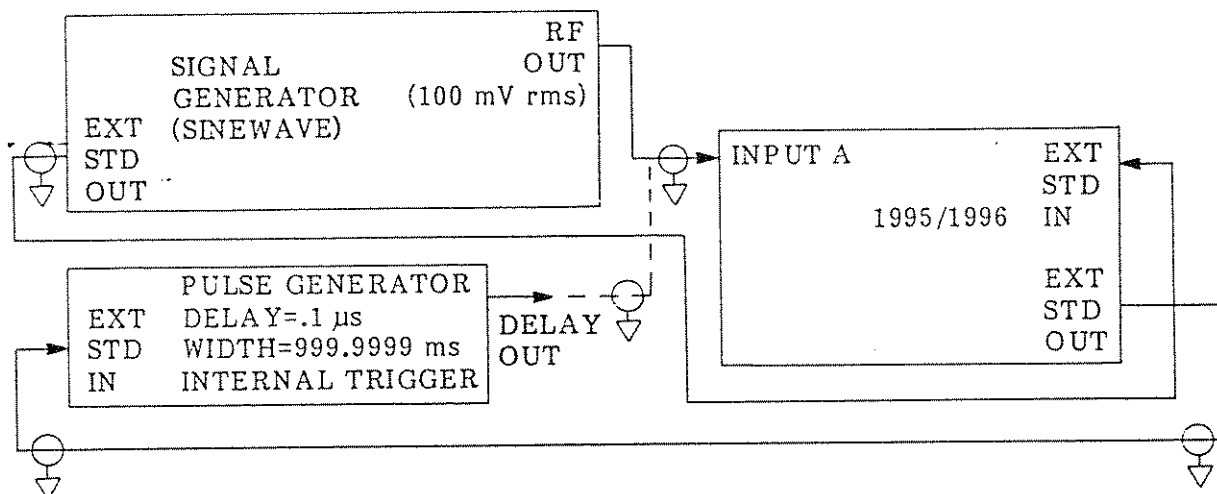 RF
OUT
SIGNAL
GENERATOR (100 mV rms)
(SINEWAVE)
EXT
STD
OUT
INPUT A
EXT
STD
IN
1995/1996
EXT
STD
OUT
PULSE GENERATOR
DELAY=.1 µs
WIDTH=999.9999 ms
INTERNAL TRIGGER
EXT
STD
IN
DELAY
OUT